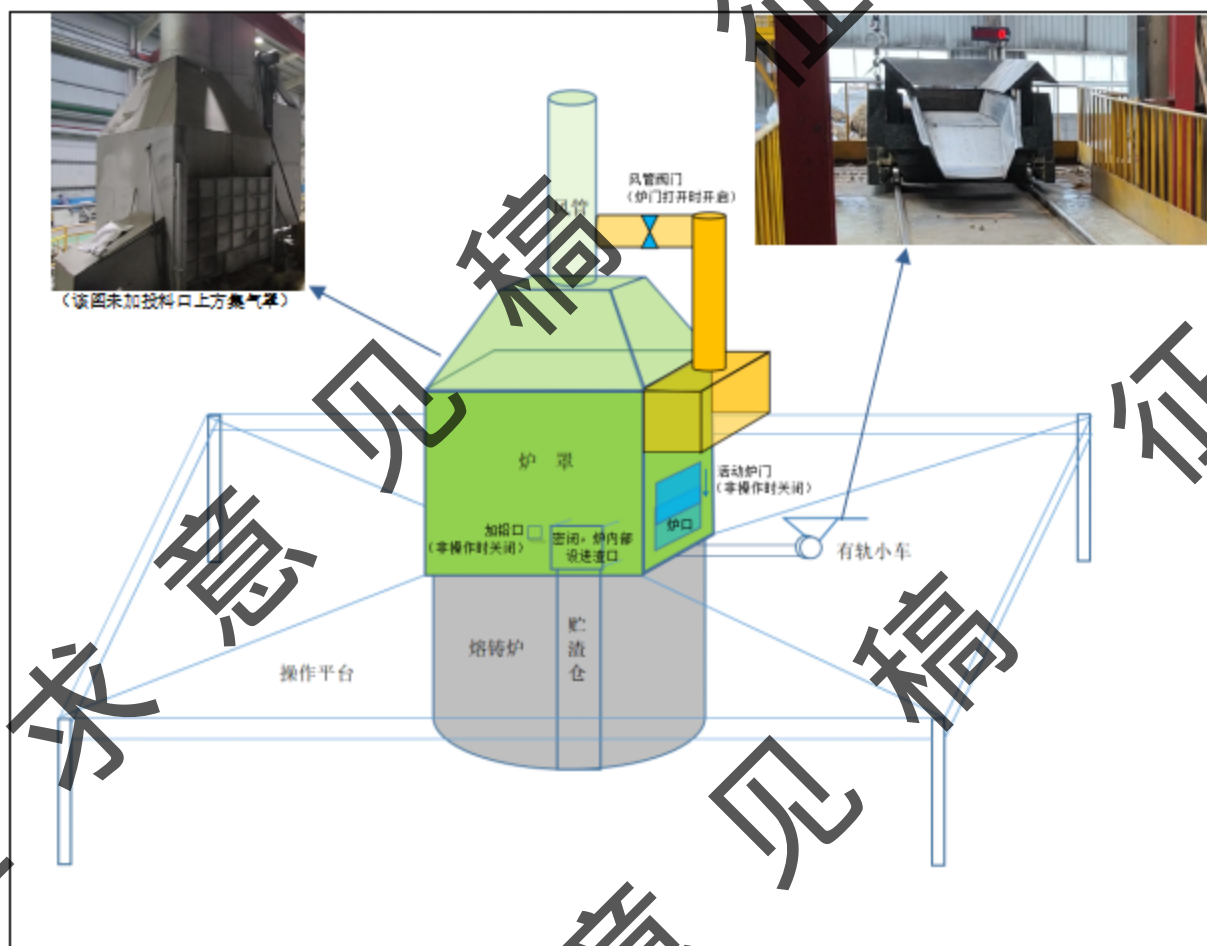 风管阀门
（炉门打开时开启）
风管
（该图未加投料口上方集气罩）
炉 罩
活动炉门
（非操作时关闭）
炉口
加铝口
（非操作时关闭）
密闭，炉内部
设进渣口
有轨小车
熔铸炉
贮
渣
仓
操作平台
征
征求意见稿
意见稿